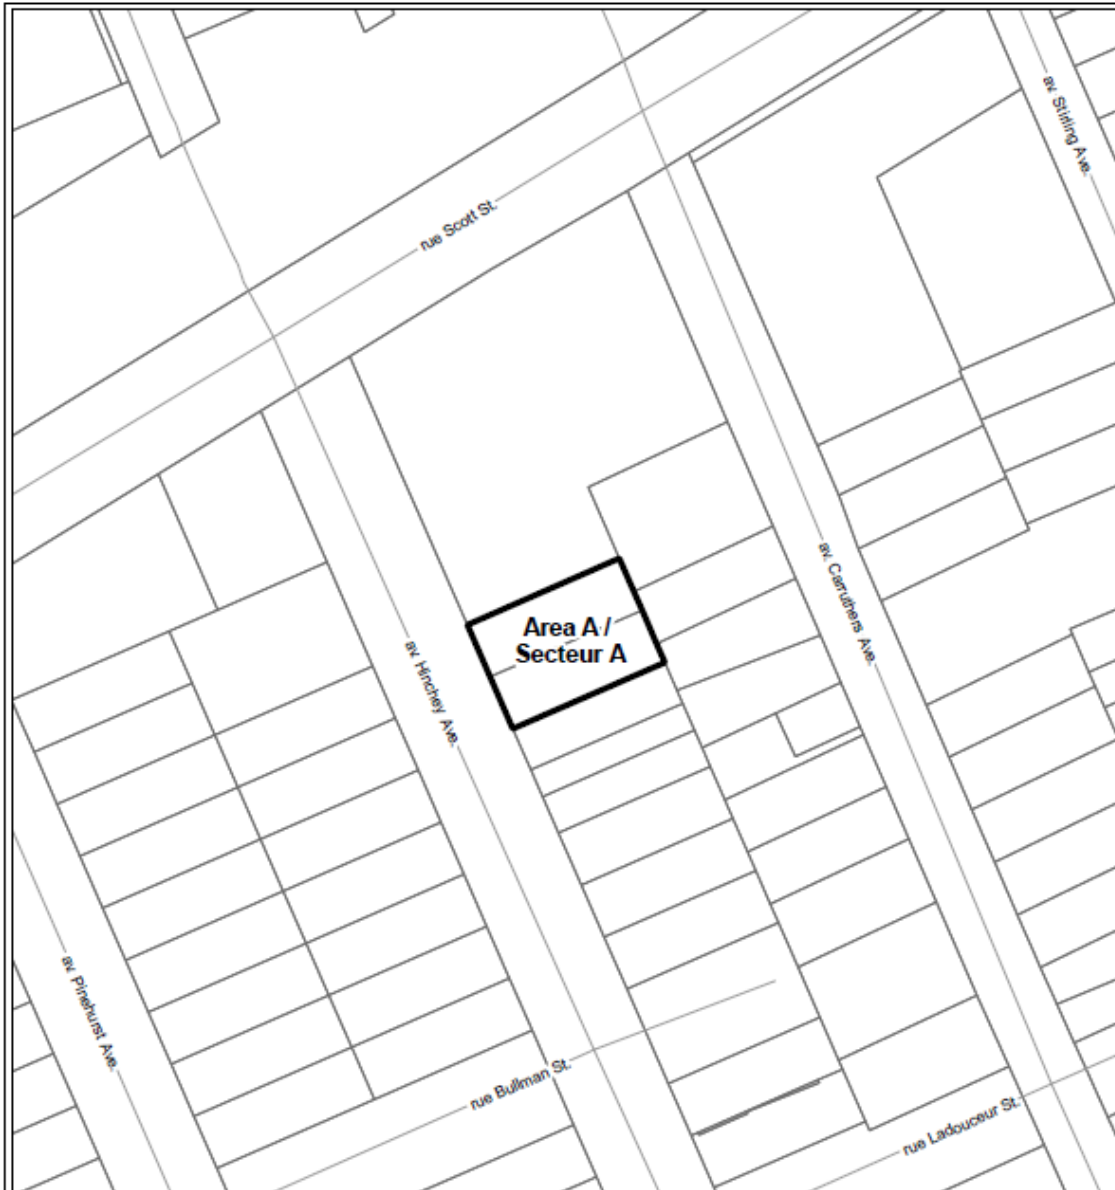 av. Stirling Ave.
rue Scott St.
av. Carruthers Ave.
Area A /
Secteur A
av. Hinchey Ave.
av. Pinehurst Ave.
rue Bullman St.
rue Ladouceur St.